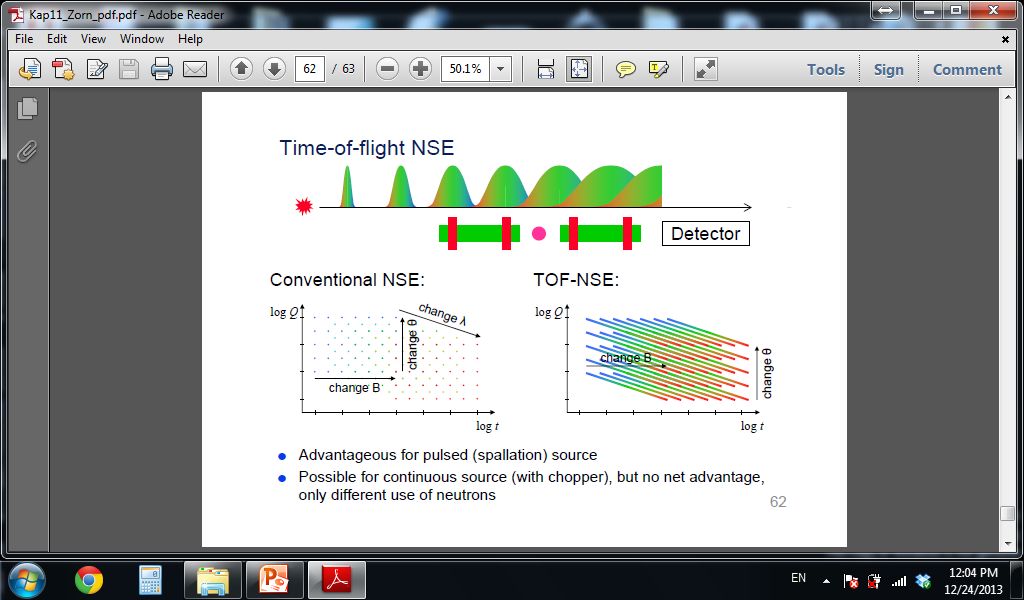 Kap11_Zorn_pdf.pdf - Adobe Reader
File Edit View Window Help
62 / 63 50.1% Tools Sign Comment
Time-of-flight NSE
Detector
Conventional NSE: TOF-NSE:
log Q change λ log Q
change θ
change B
log t
change B
change θ
log t
Advantageous for pulsed (spallation) source
Possible for continuous source (with chopper), but no net advantage,
only different use of neutrons
62
EN 12:04 PM
12/24/2013